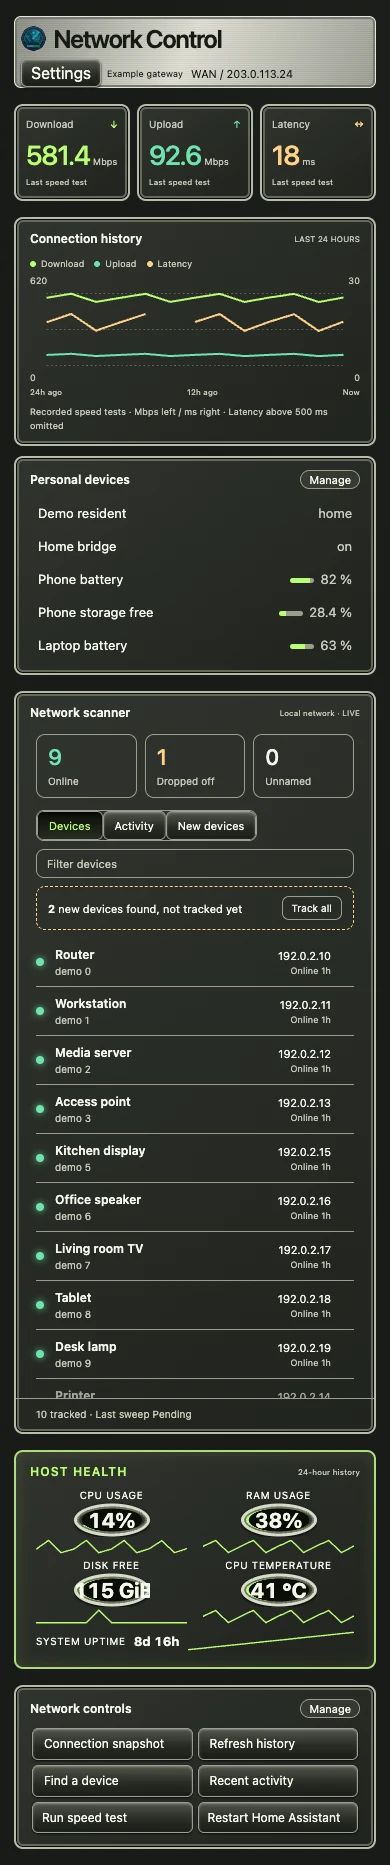 Network Control
Settings Example gateway WAN / 203.0.113.24
Download ↓
581.4 Mbps
Last speed test
Upload ↑
92.6 Mbps
Last speed test
Latency ↔
18 ms
Last speed test
Connection history LAST 24 HOURS
Download Upload Latency
620 30
0 0
24h ago 12h ago Now
Recorded speed tests · Mbps left / ms right · Latency above 500 ms
omitted
Personal devices Manage
Demo resident home
Home bridge on
Phone battery 82 %
Phone storage free 28.4 %
Laptop battery 63 %
Network scanner Local network · LIVE
9 1 0
Online Dropped off Unnamed
Devices Activity New devices
Filter devices
2 new devices found, not tracked yet Track all
Router 192.0.2.10
demo 0 Online 1h
Workstation 192.0.2.11
demo 1 Online 1h
Media server 192.0.2.12
demo 2 Online 1h
Access point 192.0.2.13
demo 3 Online 1h
Kitchen display 192.0.2.15
demo 5 Online 1h
Office speaker 192.0.2.16
demo 6 Online 1h
Living room TV 192.0.2.17
demo 7 Online 1h
Tablet 192.0.2.18
demo 8 Online 1h
Desk lamp 192.0.2.19
demo 9 Online 1h
Printer 192.0.2.14
10 tracked · Last sweep Pending
HOST HEALTH 24-hour history
CPU USAGE RAM USAGE
14% 38%
DISK FREE CPU TEMPERATURE
115 GiB 41 °C
SYSTEM UPTIME 8d 16h
Network controls Manage
Connection snapshot Refresh history
Find a device Recent activity
Run speed test Restart Home Assistant